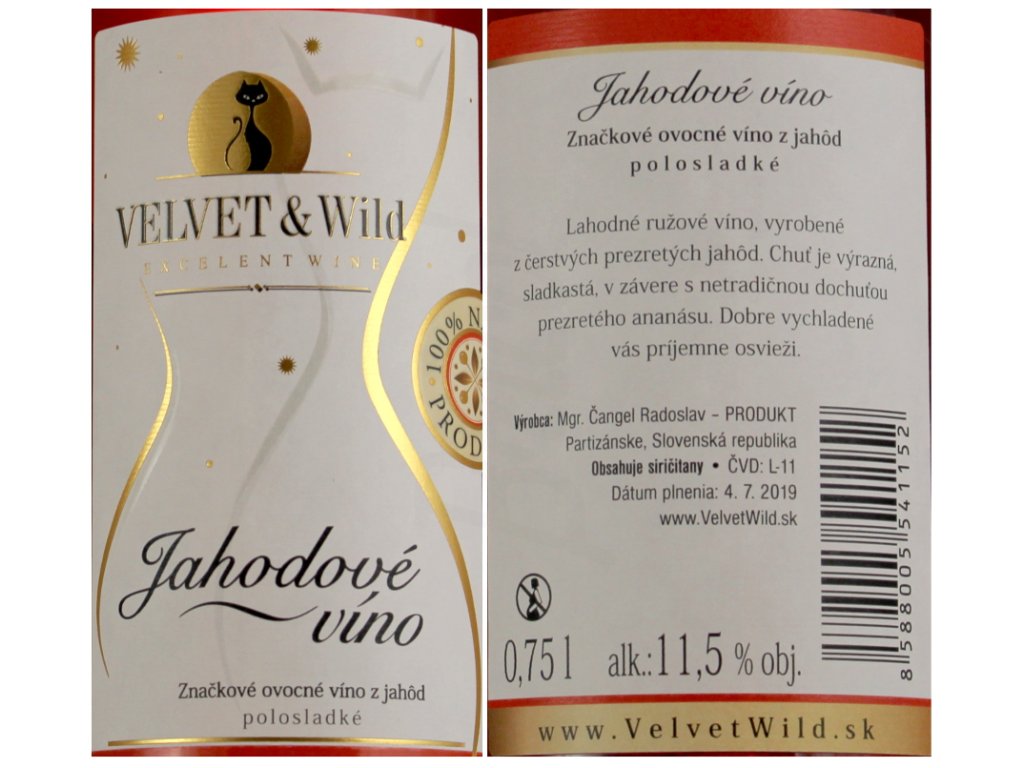 VELVET & Wild
EXCELENT WINE
100% 
PROD
Jahodové
víno
Značkové ovocné víno z jahôd
polosladké
Jahodové víno
Značkové ovocné víno z jahôd
polosladké
Lahodné ružové víno, vyrobené
z čerstvých prezretých jahôd. Chuť je výrazná,
sladkastá, v závere s netradičnou dochuťou
prezretého ananásu. Dobre vychladené
vás príjemne osvieži.
Výrobca: Mgr. Čangel Radoslav – PRODUKT
Partizánske, Slovenská republika
Obsahuje siričitany • ČVD: L-11
Dátum plnenia: 4. 7. 2019
www.VelvetWild.sk
8588005541152
0,75 l alk.: 11,5 % obj.
www.VelvetWild.sk